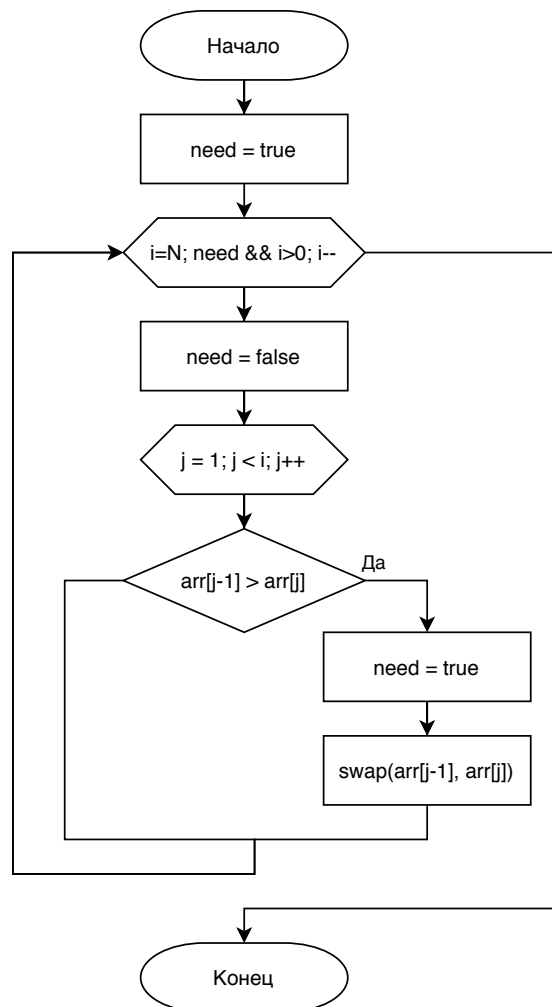 Начало
need = true
i=N; need && i>0; i--
need = false
j = 1; j < i; j++
arr[j-1] > arr[j]
Да
need = true
swap(arr[j-1], arr[j])
Конец